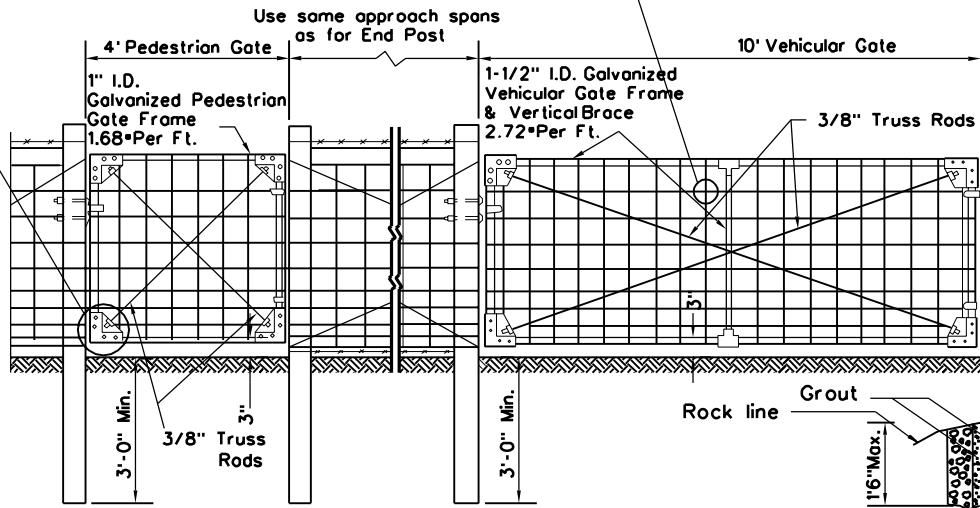 Use same approach spans
as for End Post
4' Pedestrian Gate
10' Vehicular Gate
1" I.D.
Galvanized Pedestrian
Gate Frame
1.68#Per Ft.
1-1/2" I.D. Galvanized
Vehicular Gate Frame
& Vertical Brace
2.72#Per Ft.
3/8" Truss Rods
3"
3"
3'-0" Min.
3/8" Truss
Rods
3'-0" Min.
Rock line
Grout
1'6"Max.